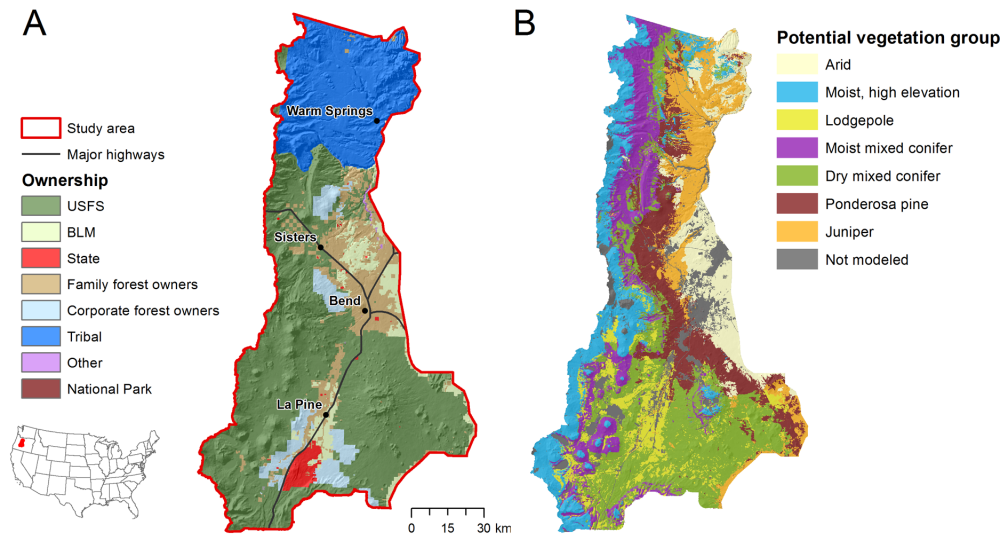 A
Warm Springs
Study area
Major highways
Ownership
USFS
BLM
State
Family forest owners
Corporate forest owners
Tribal
Other
National Park
Sisters
Bend
La Pine
0 15 30 km
B
Potential vegetation group
Arid
Moist, high elevation
Lodgepole
Moist mixed conifer
Dry mixed conifer
Ponderosa pine
Juniper
Not modeled